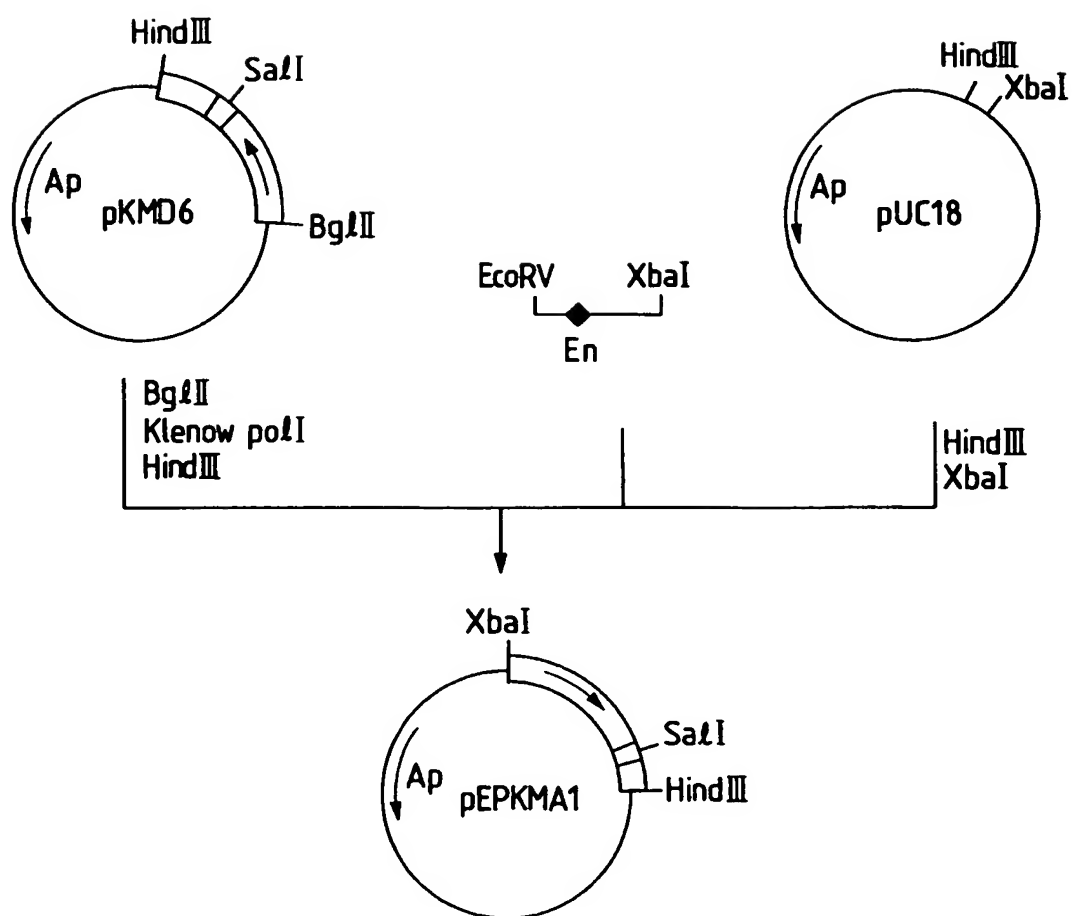 HindIII
SalI
Ap
pKMD6
BglII
HindIII
XbaI
Ap
pUC18
EcoRV XbaI
En
BglII
Klenow polI
HindIII
HindIII
XbaI
XbaI
SalI
HindIII
Ap
pEPKMA1